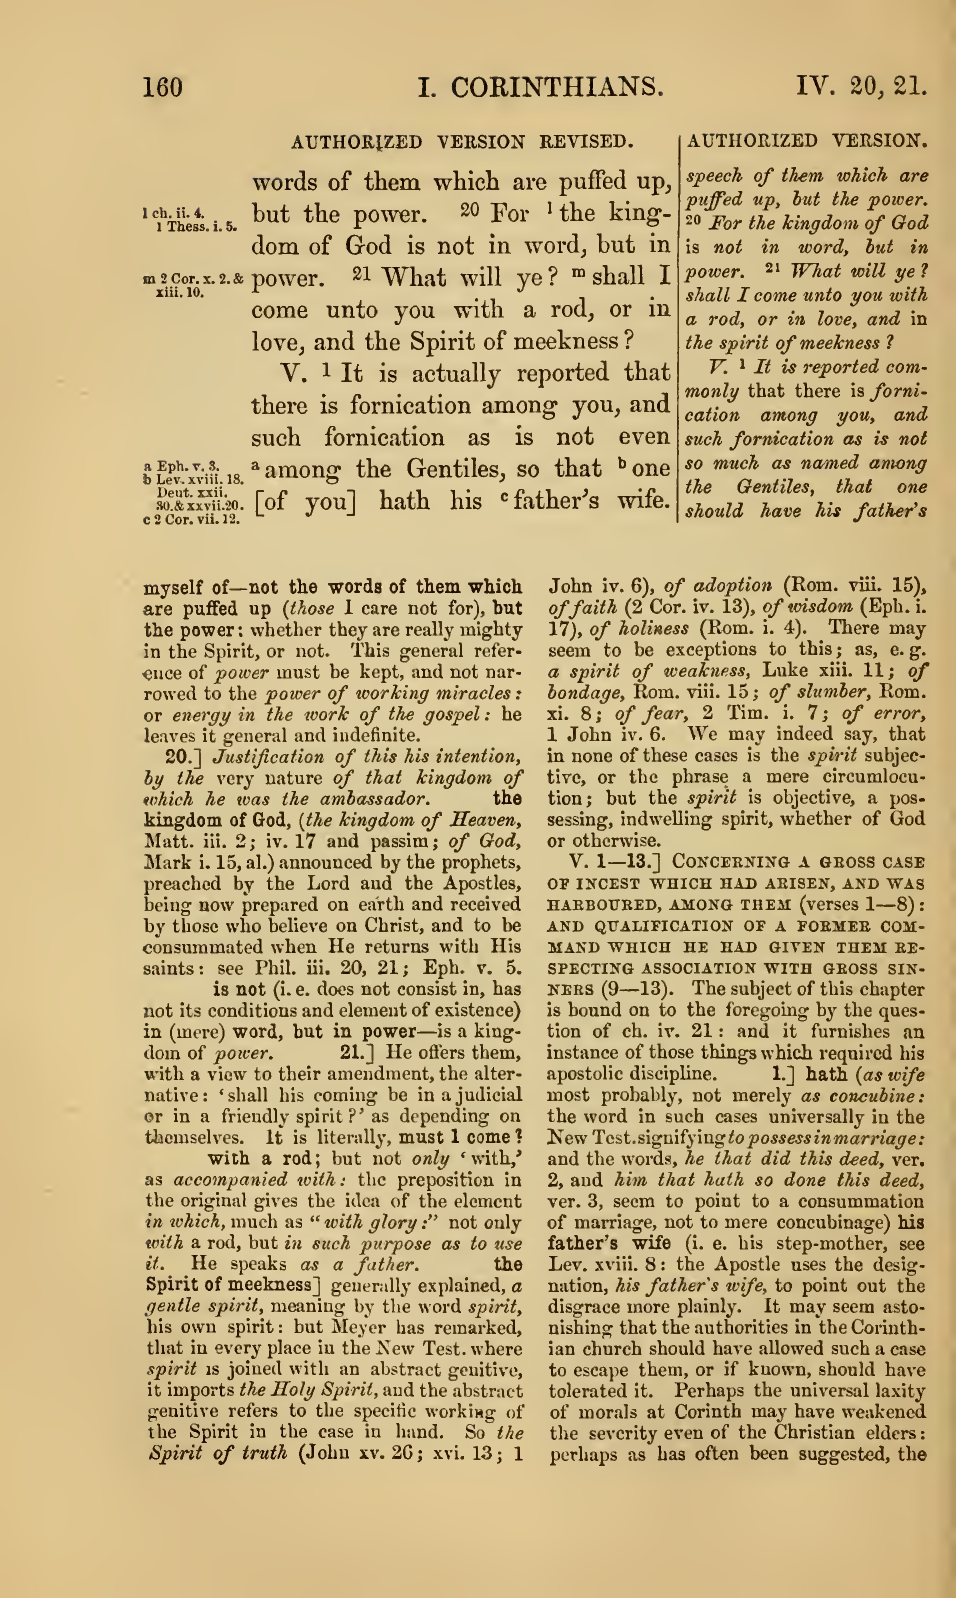 160 I. CORINTHIANS. IV. 20, 21.
AUTHORIZED VERSION REVISED.
words of them which are puffed up,
but the power. 20 For l the king-
dom of God is not in word, but in
power. 21 What will ye? m shall I
come unto you with a rod, or in
love, and the Spirit of meekness?
V. 1 It is actually reported that
there is fornication among you, and
such fornication as is not even
a among the Gentiles, so that b one
[of you] hath his c father's wife.
l ch. ii. 4.
1 Thess. i. 5.
m 2 Cor. x. 2. &
xiii. 10.
a Eph. v. 3.
b Lev. xviii. 18.
Deut. xxii.
30. & xxvii. 20.
c 2 Cor. vii. 12.
AUTHORIZED VERSION.
speech of them which are
puffed up, but the power.
20 For the kingdom of God
is not in word, but in
power. 21 What will ye?
shall I come unto you with
a rod, or in love, and in
the spirit of meekness?
V. 1 It is reported com-
monly that there is forni-
cation among you, and
such fornication as is not
so much as named among
the Gentiles, that one
should have his father's
myself of—not the words of them which
are puffed up (those I care not for), but
the power: whether they are really mighty
in the Spirit, or not. This general refer-
ence of power must be kept, and not nar-
rowed to the power of working miracles:
or energy in the work of the gospel: he
leaves it general and indefinite.
20.] Justification of this his intention,
by the very nature of that kingdom of
which he was the ambassador. the
kingdom of God, (the kingdom of Heaven,
Matt. iii. 2; iv. 17 and passim; of God,
Mark i. 15, al.) announced by the prophets,
preached by the Lord and the Apostles,
being now prepared on earth and received
by those who believe on Christ, and to be
consummated when He returns with His
saints: see Phil. iii. 20, 21; Eph. v. 5.
is not (i. e. does not consist in, has
not its conditions and element of existence)
in (mere) word, but in power—is a king-
dom of power. 21.] He offers them,
with a view to their amendment, the alter-
native: 'shall his coming be in a judicial
or in a friendly spirit?' as depending on
themselves. It is literally, must I come?
with a rod; but not only 'with,'
as accompanied with: the preposition in
the original gives the idea of the element
in which, much as "with glory:" not only
with a rod, but in such purpose as to use
it. He speaks as a father. the
Spirit of meekness] generally explained, a
gentle spirit, meaning by the word spirit,
his own spirit: but Meyer has remarked,
that in every place in the New Test. where
spirit is joined with an abstract genitive,
it imports the Holy Spirit, and the abstract
genitive refers to the specific working of
the Spirit in the case in hand. So the
Spirit of truth (John xv. 26; xvi. 13; 1
John iv. 6), of adoption (Rom. viii. 15),
of faith (2 Cor. iv. 13), of wisdom (Eph. i.
17), of holiness (Rom. i. 4). There may
seem to be exceptions to this; as, e. g.
a spirit of weakness, Luke xiii. 11; of
bondage, Rom. viii. 15; of slumber, Rom.
xi. 8; of fear, 2 Tim. i. 7; of error,
1 John iv. 6. We may indeed say, that
in none of these cases is the spirit subjec-
tive, or the phrase a mere circumlocu-
tion; but the spirit is objective, a pos-
sessing, indwelling spirit, whether of God
or otherwise.
V. 1—13.] CONCERNING A GROSS CASE
OF INCEST WHICH HAD ARISEN, AND WAS
HARBOURED, AMONG THEM (verses 1—8):
AND QUALIFICATION OF A FORMER COM-
MAND WHICH HE HAD GIVEN THEM RE-
SPECTING ASSOCIATION WITH GROSS SIN-
NERS (9—13). The subject of this chapter
is bound on to the foregoing by the ques-
tion of ch. iv. 21: and it furnishes an
instance of those things which required his
apostolic discipline. 1.] hath (as wife
most probably, not merely as concubine:
the word in such cases universally in the
New Test. signifying to possess in marriage:
and the words, he that did this deed, ver.
2, and him that hath so done this deed,
ver. 3, seem to point to a consummation
of marriage, not to mere concubinage) his
father's wife (i. e. his step-mother, see
Lev. xviii. 8: the Apostle uses the desig-
nation, his father's wife, to point out the
disgrace more plainly. It may seem asto-
nishing that the authorities in the Corinth-
ian church should have allowed such a case
to escape them, or if known, should have
tolerated it. Perhaps the universal laxity
of morals at Corinth may have weakened
the severity even of the Christian elders:
perhaps as has often been suggested, the